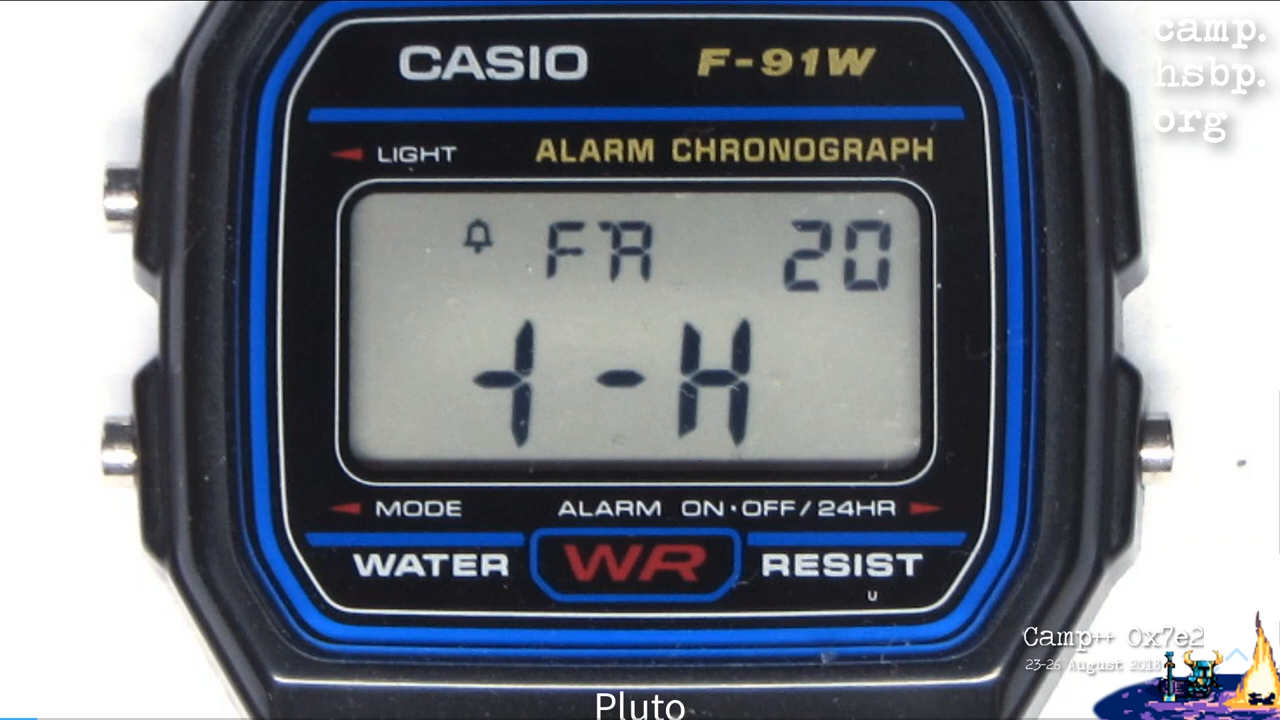 camp.
hsbp.
org
CASIO F-91W
LIGHT ALARM CHRONOGRAPH
FR 20
-H
MODE ALARM ON·OFF/24HR
WATER WR RESIST
U
Camp++ 0x7e2
23-26 August 2018
Pluto